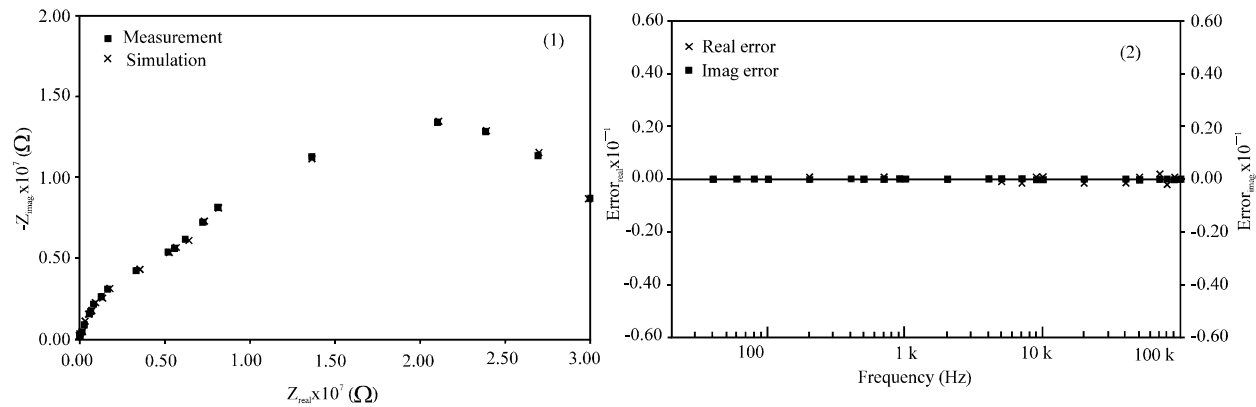 2.00
1.50
1.00
0.50
0.00
-Z_imag x10^7 (Ω)
■ Measurement
× Simulation
(1)
0.00 0.50 1.00 1.50 2.00 2.50 3.00
Z_real x10^7 (Ω)
0.60
0.40
0.20
0.00
-0.20
-0.40
-0.60
Error_real x10^-1
× Real error
■ Imag error
(2)
100 1 k 10 k 100 k
Frequency (Hz)
0.60
0.40
0.20
0.00
-0.20
-0.40
-0.60
Error_imag x10^-1